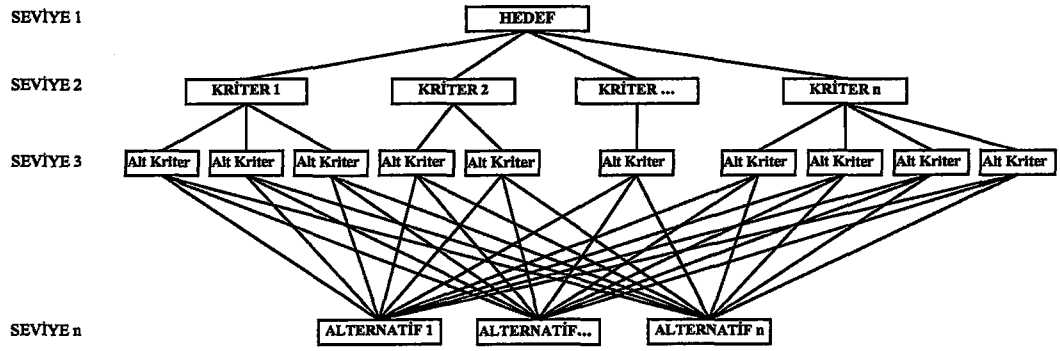 SEVİYE 1 HEDEF
SEVİYE 2 KRİTER 1 KRİTER 2 KRİTER ... KRİTER n
SEVİYE 3 Alt Kriter Alt Kriter Alt Kriter Alt Kriter Alt Kriter Alt Kriter Alt Kriter Alt Kriter Alt Kriter Alt Kriter
SEVİYE n ALTERNATİF 1 ALTERNATİF... ALTERNATİF n